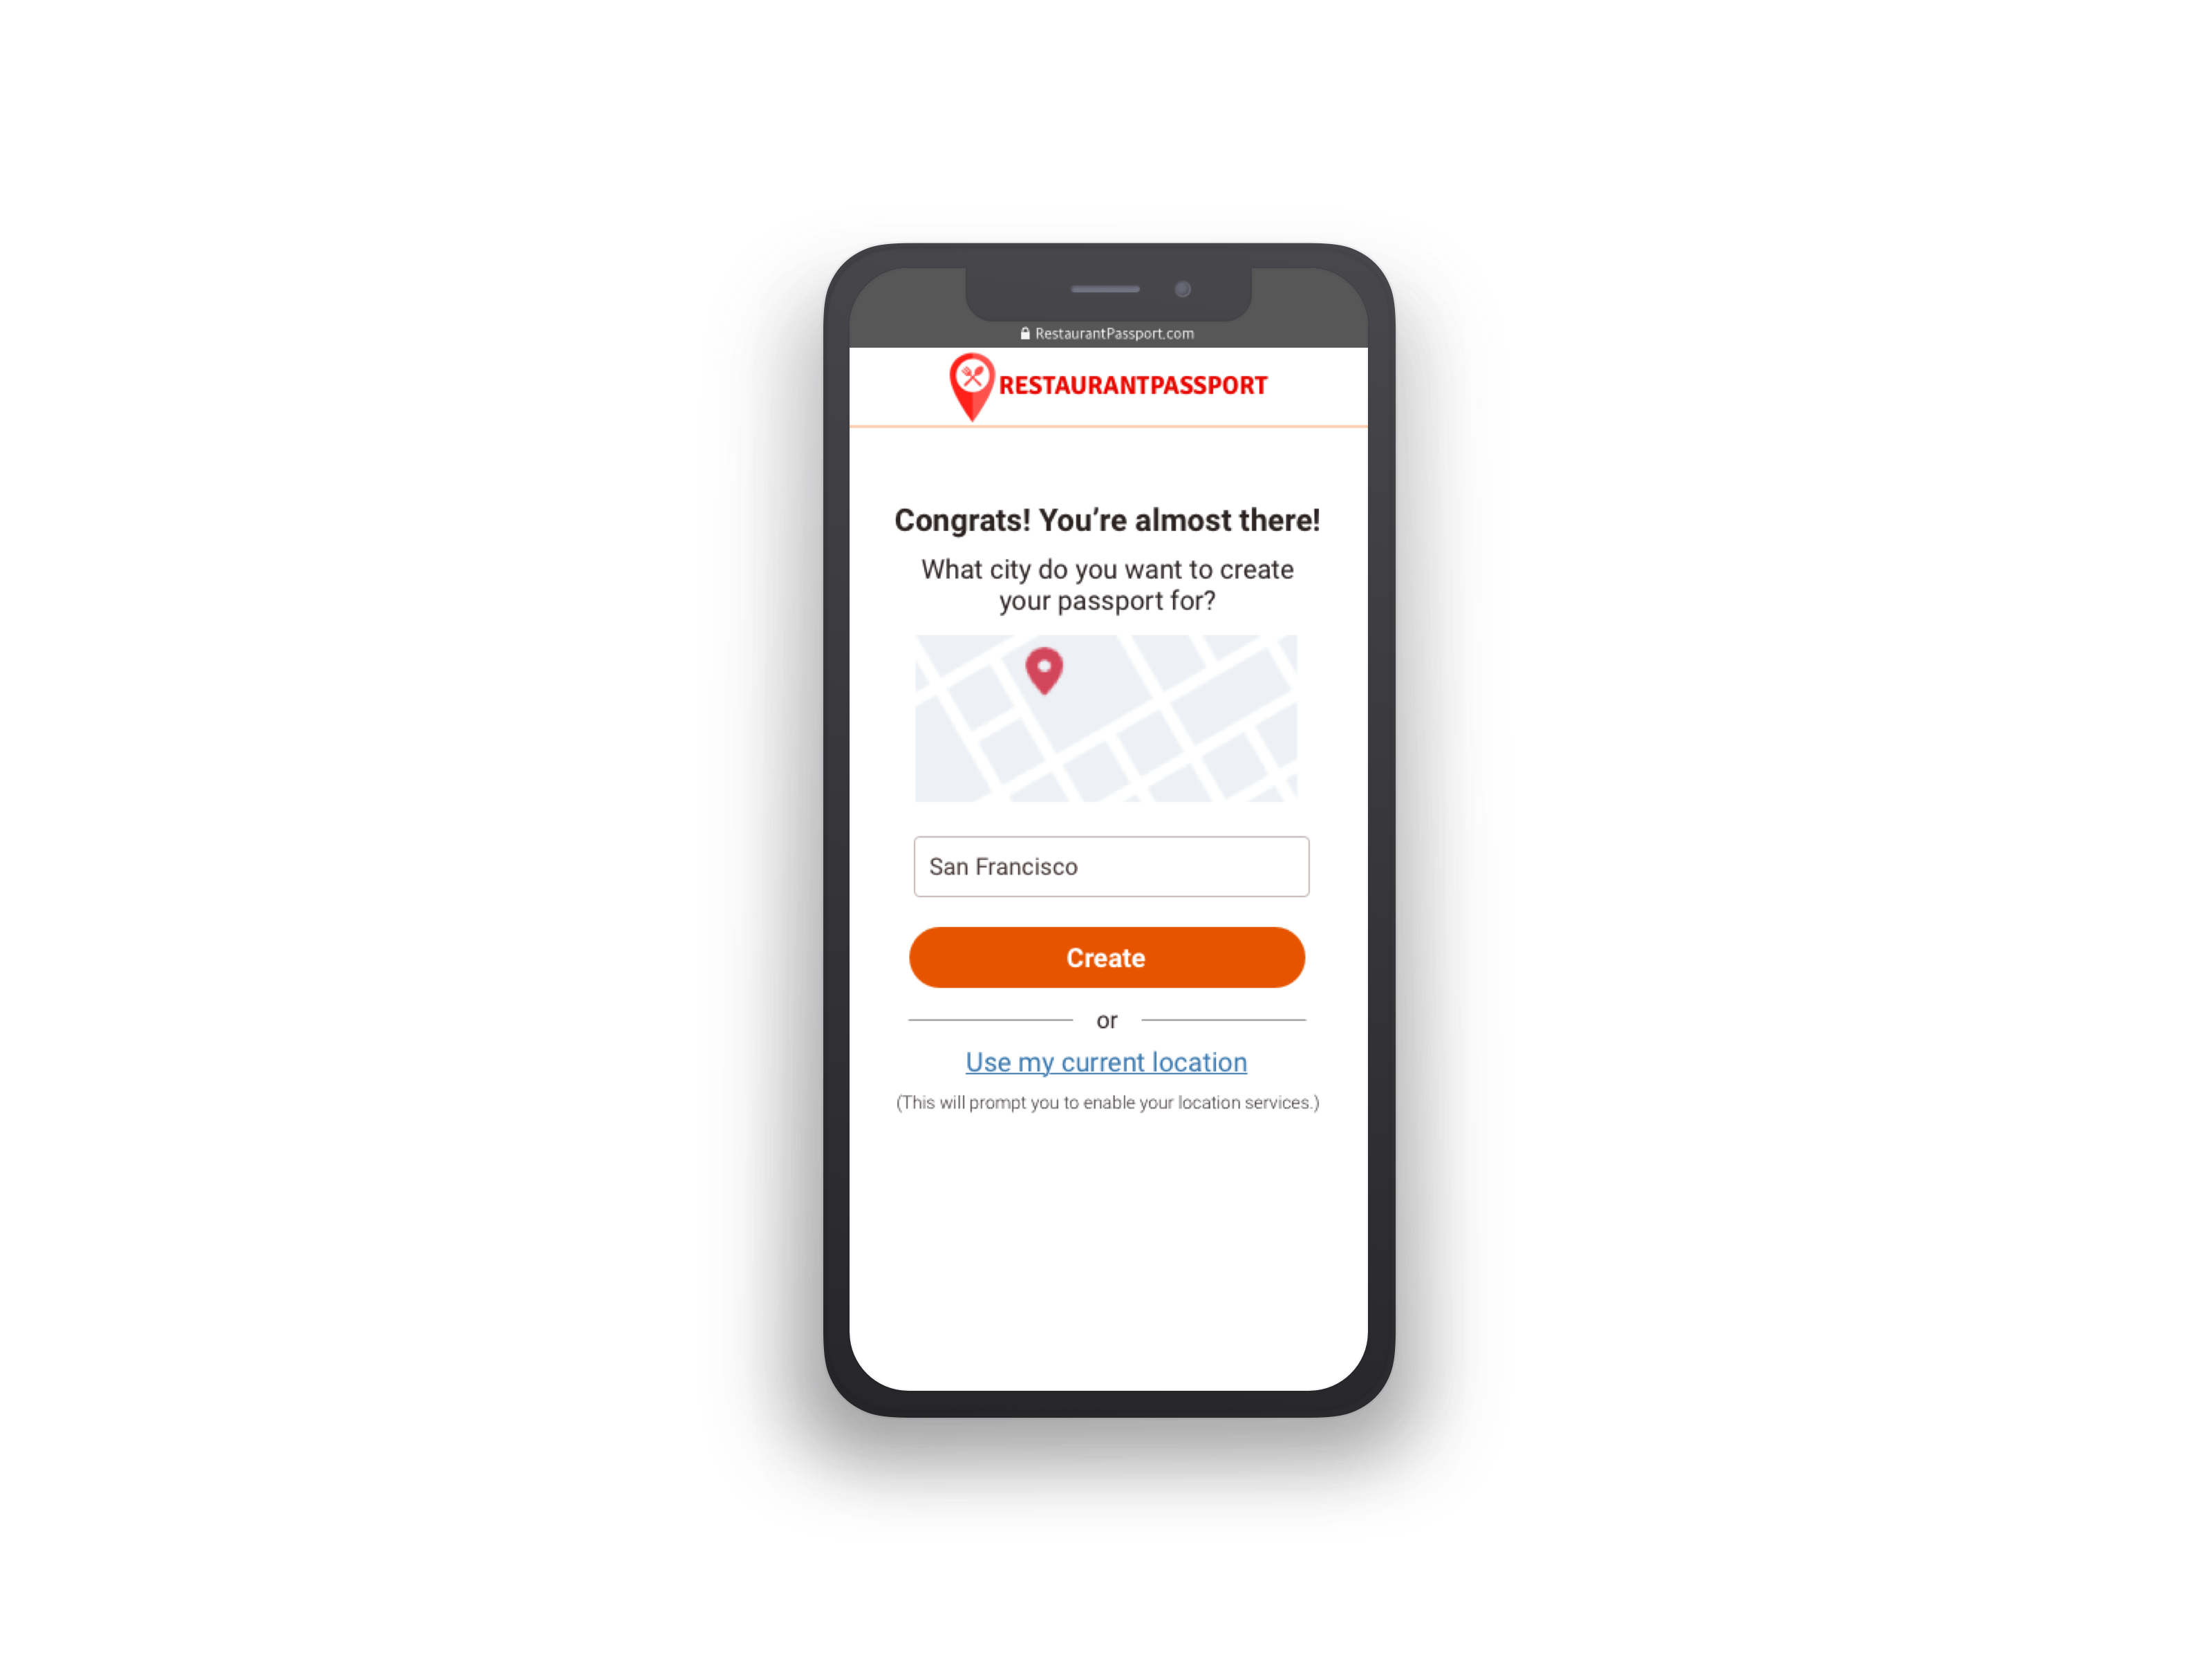 RestaurantPassport.com
RESTAURANTPASSPORT
Congrats! You’re almost there!
What city do you want to create
your passport for?
San Francisco
Create
or
Use my current location
(This will prompt you to enable your location services.)